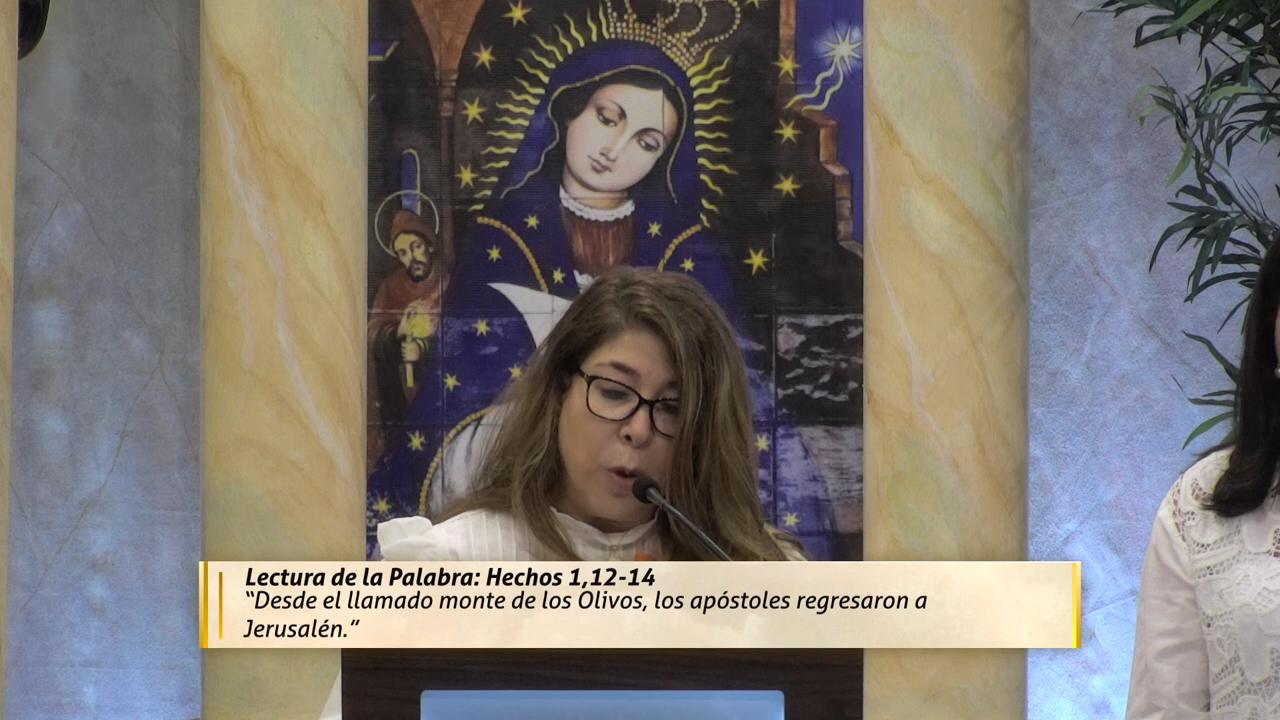 Lectura de la Palabra: Hechos 1,12-14
“Desde el llamado monte de los Olivos, los apóstoles regresaron a
Jerusalén.”